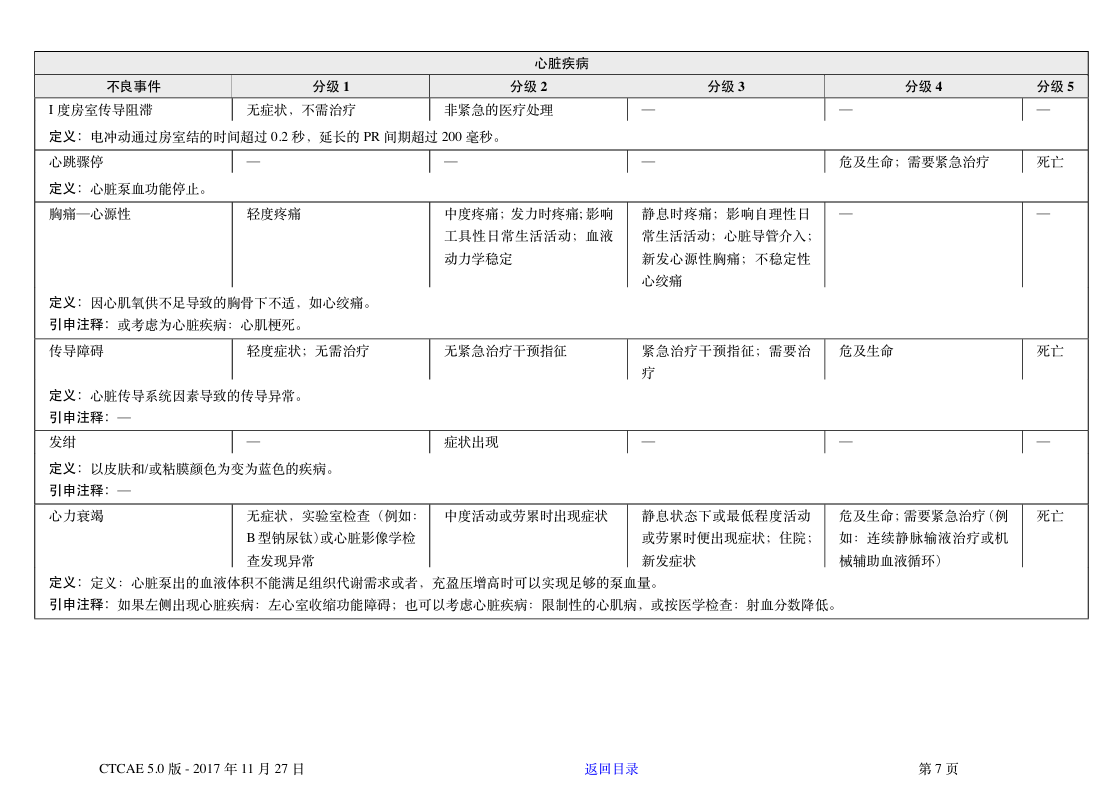 心脏疾病
不良事件 分级 1 分级 2 分级 3 分级 4 分级 5
I 度房室传导阻滞 无症状，不需治疗 非紧急的医疗处理 — — —
定义：电冲动通过房室结的时间超过 0.2 秒，延长的 PR 间期超过 200 毫秒。
心跳骤停 — — — 危及生命；需要紧急治疗 死亡
定义：心脏泵血功能停止。
胸痛—心源性 轻度疼痛 中度疼痛；发力时疼痛；影响 静息时疼痛；影响自理性日 — —
工具性日常生活活动；血液 常生活活动；心脏导管介入；
动力学稳定 新发心源性胸痛；不稳定性
心绞痛
定义：因心肌氧供不足导致的胸骨下不适，如心绞痛。
引申注释：或考虑为心脏疾病：心肌梗死。
传导障碍 轻度症状；无需治疗 无紧急治疗干预指征 紧急治疗干预指征；需要治 危及生命 死亡
疗
定义：心脏传导系统因素导致的传导异常。
引申注释：—
发绀 — 症状出现 — — —
定义：以皮肤和/或粘膜颜色为变为蓝色的疾病。
引申注释：—
心力衰竭 无症状，实验室检查（例如： 中度活动或劳累时出现症状 静息状态下或最低程度活动 危及生命；需要紧急治疗（例 死亡
B 型钠尿钛）或心脏影像学检 或劳累时便出现症状；住院； 如：连续静脉输液治疗或机
查发现异常 新发症状 械辅助血液循环）
定义：定义：心脏泵出的血液体积不能满足组织代谢需求或者，充盈压增高时可以实现足够的泵血量。
引申注释：如果左侧出现心脏疾病：左心室收缩功能障碍；也可以考虑心脏疾病：限制性的心肌病，或按医学检查：射血分数降低。
CTCAE 5.0 版 - 2017 年 11 月 27 日 返回目录 第 7 页